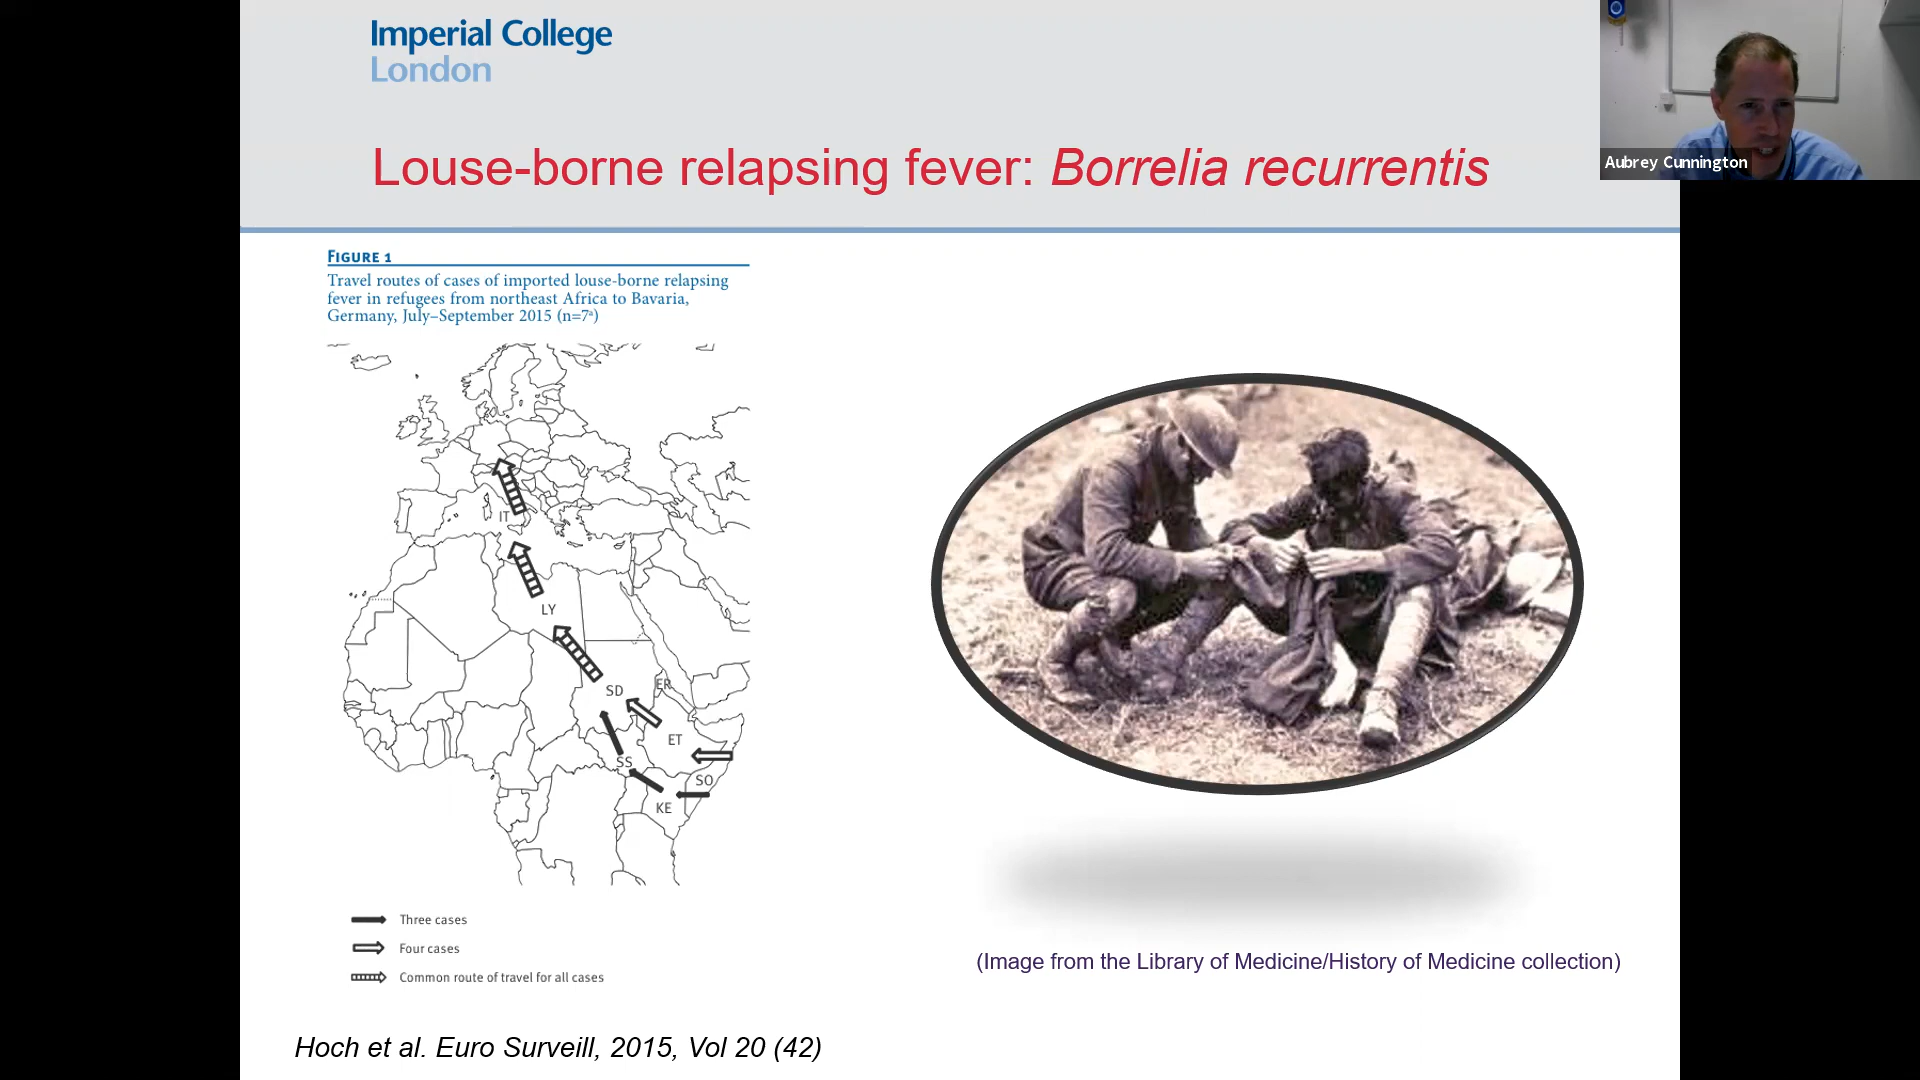 Imperial College
London
Aubrey Cunnington
Louse-borne relapsing fever: Borrelia recurrentis
FIGURE 1
Travel routes of cases of imported louse-borne relapsing
fever in refugees from northeast Africa to Bavaria,
Germany, July–September 2015 (n=7ᵃ)
IT
LY
SD
ER
ET
SS
SO
KE
Three cases
Four cases
Common route of travel for all cases
(Image from the Library of Medicine/History of Medicine collection)
Hoch et al. Euro Surveill, 2015, Vol 20 (42)